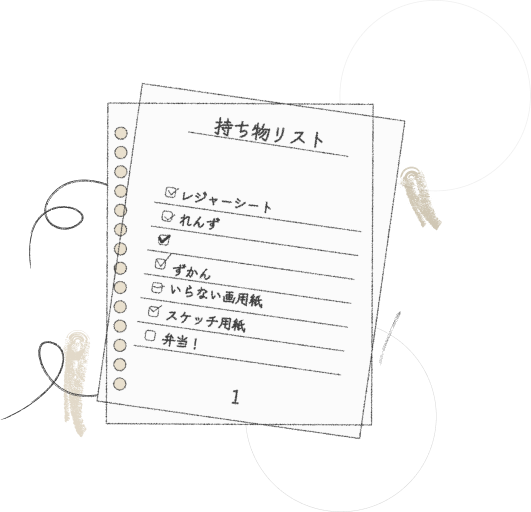 持ち物リスト
レジャーシート
れんず
ずかん
いらない画用紙
スケッチ用紙
弁当！
1